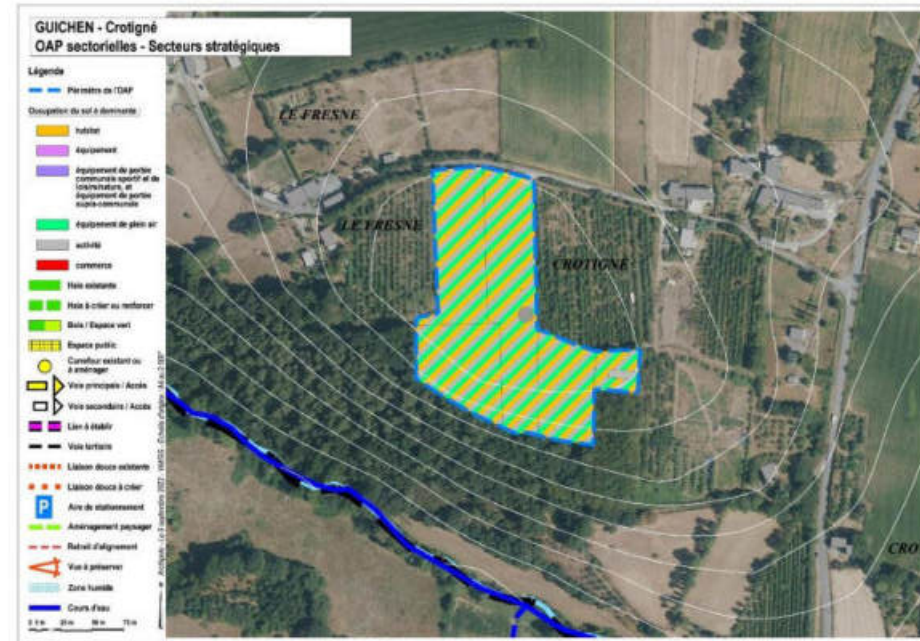 GUICHEN - Crotigné
OAP sectorielles - Secteurs stratégiques
Légende
Périmètre de l'OAP
Occupation du sol à dominante :
habitat
équipement
équipement de portée
communale sportif et de
loisirs/nature, et
équipement de portée
supra-communale
équipement de plein air
activité
commerce
Haie existante
Haie à créer ou renforcer
Bois / Espace vert
Espace public
Carrefour existant ou
à aménager
Voie principale / Accès
Voie secondaire / Accès
Lien à établir
Voie tertiaire
Liaison douce existante
Liaison douce à créer
P
Aire de stationnement
Aménagement paysager
Retrait d'alignement
Vue à préserver
Zone humide
Cours d'eau
LE FRESNE
LE FRESNE
CROTIGNE
CRO